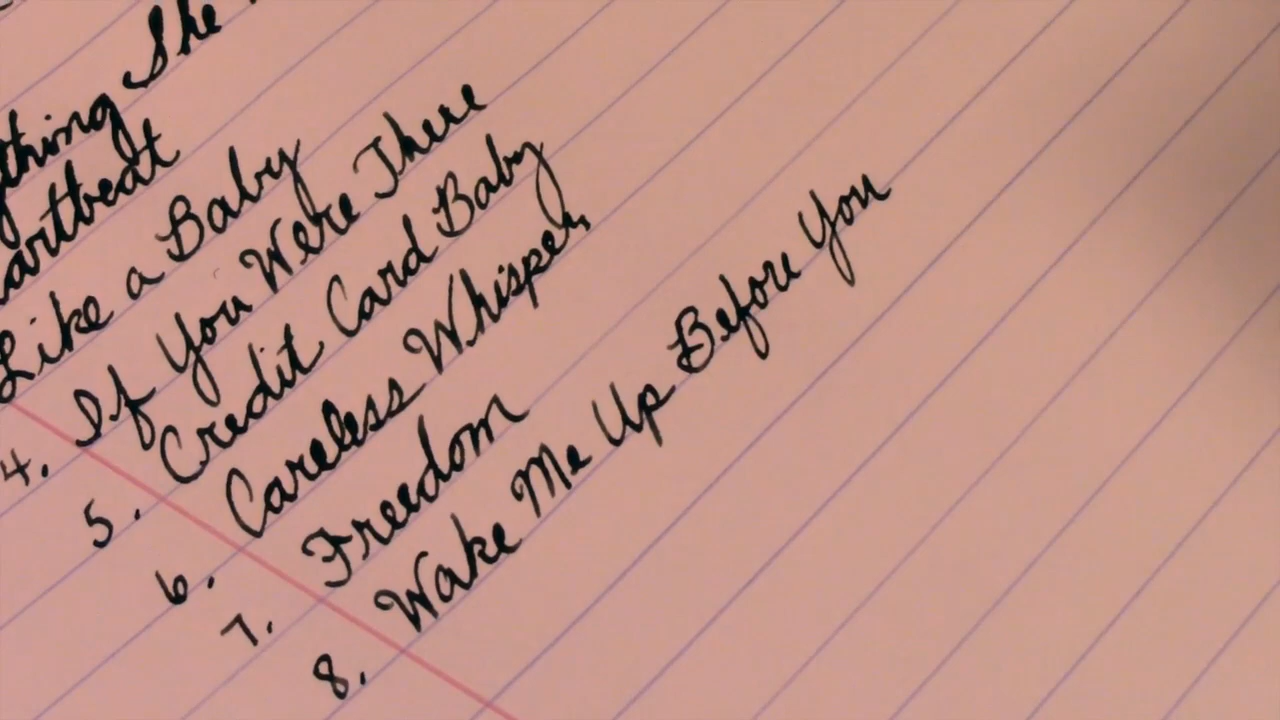 thing She
artbeat
Like a Baby
4. If You Were There
5. Credit Card Baby
6. Careless Whisper
7. Freedom
8. Wake Me Up Before You